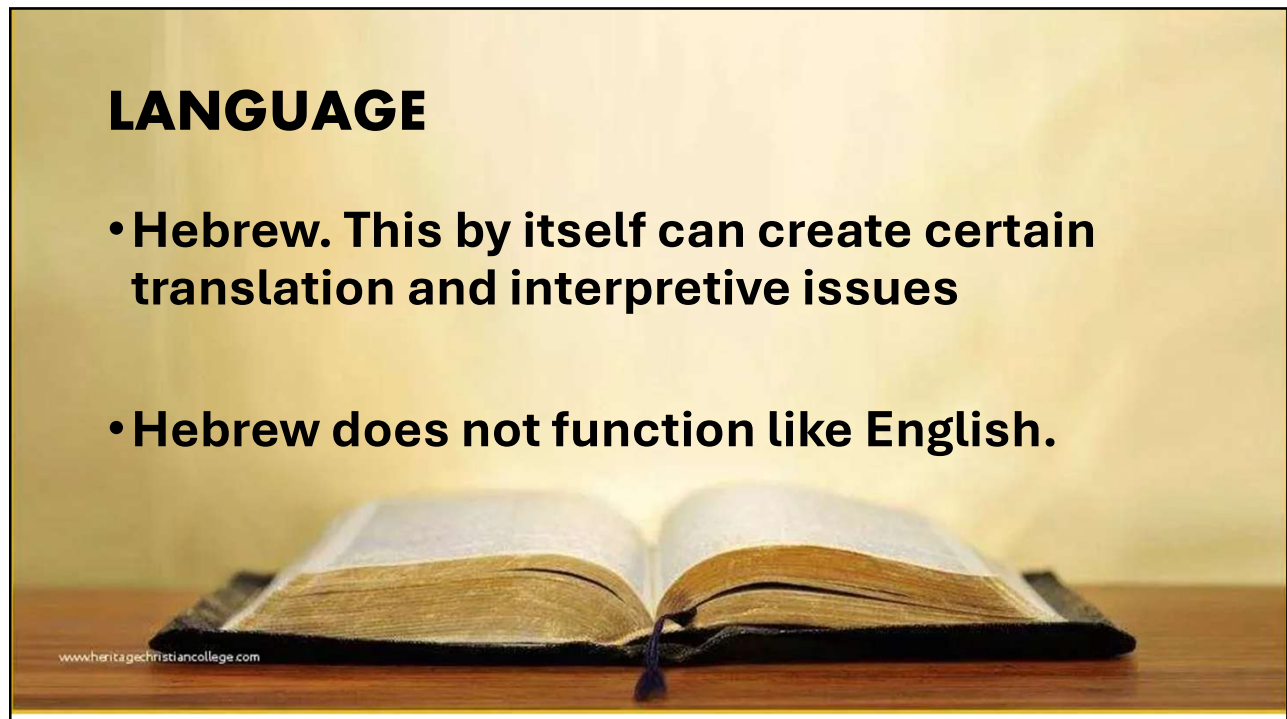 LANGUAGE
•Hebrew. This by itself can create certain
translation and interpretive issues
•Hebrew does not function like English.
www.heritagechristiancollege.com